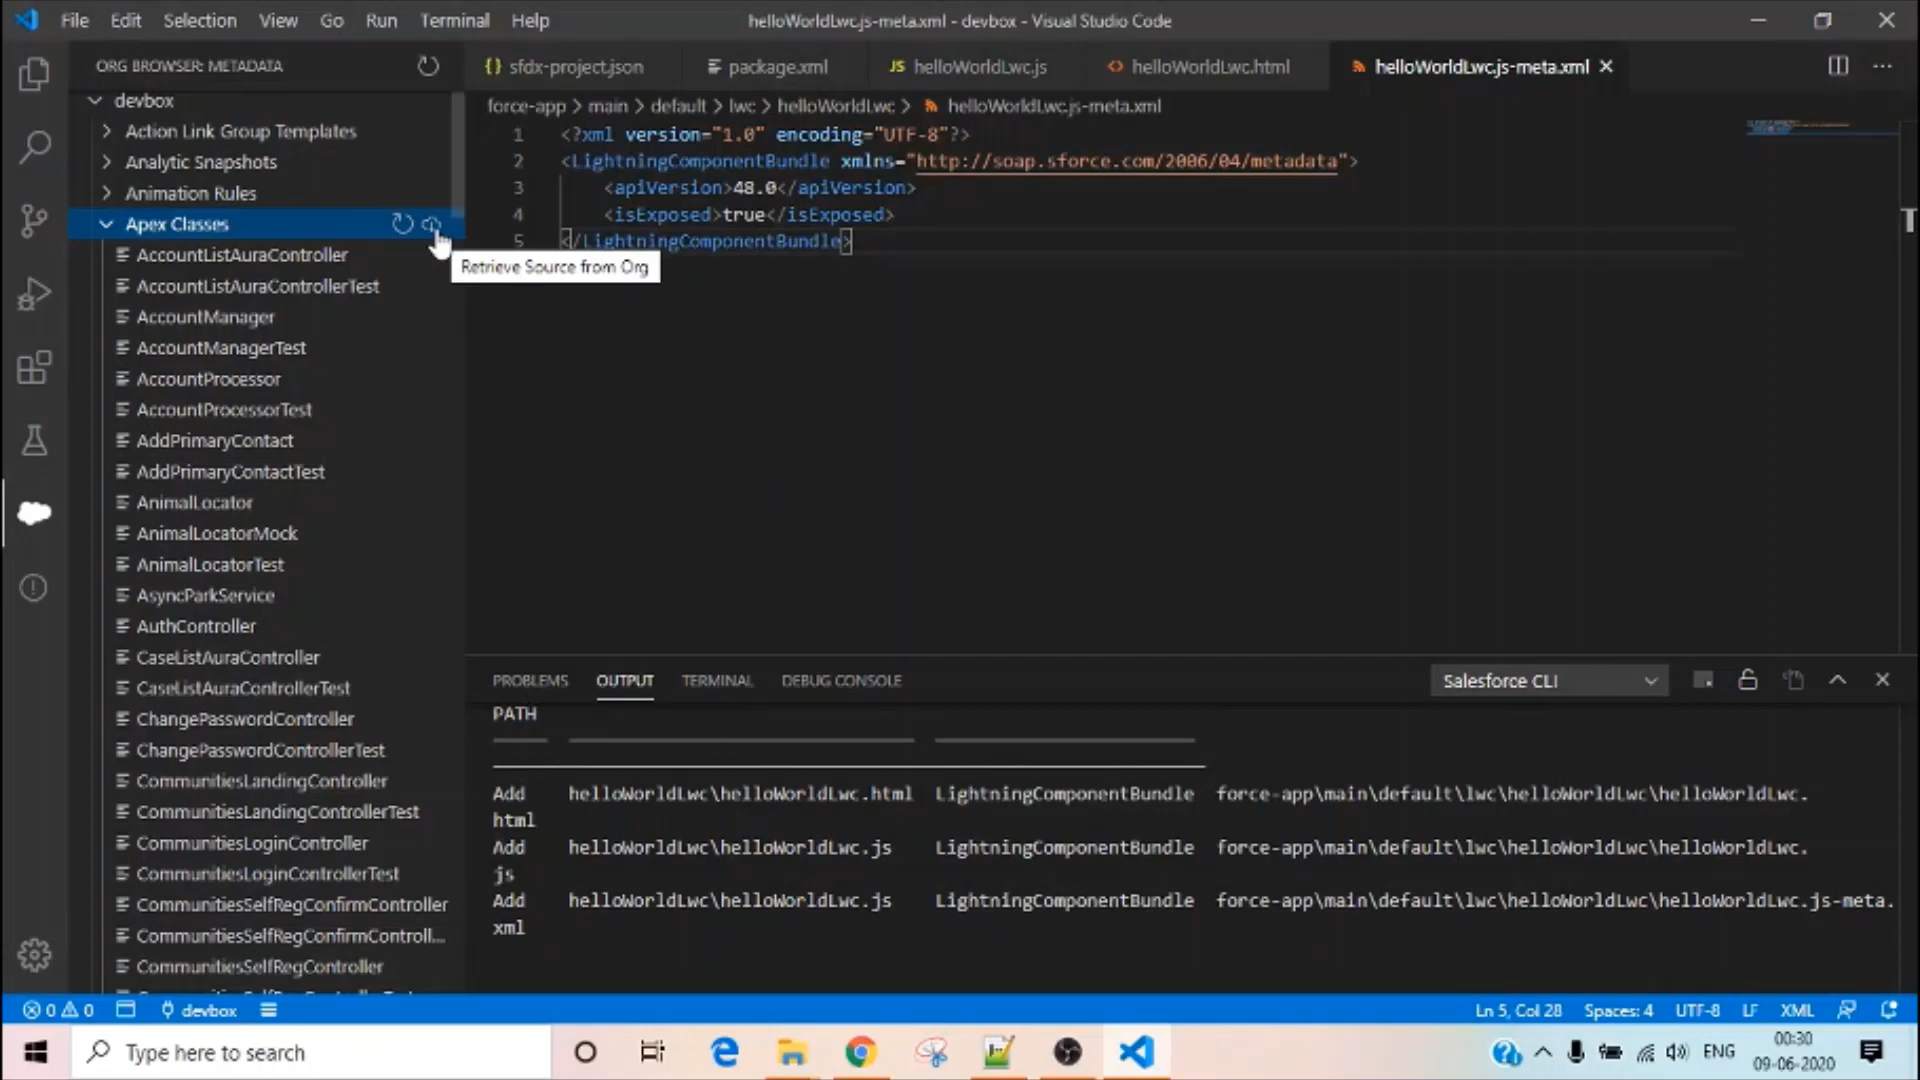 File Edit Selection View Go Run Terminal Help
helloWorldLwc.js-meta.xml - devbox - Visual Studio Code
ORG BROWSER: METADATA
devbox
Action Link Group Templates
Analytic Snapshots
Animation Rules
Apex Classes
AccountListAuraController
AccountListAuraControllerTest
AccountManager
AccountManagerTest
AccountProcessor
AccountProcessorTest
AddPrimaryContact
AddPrimaryContactTest
AnimalLocator
AnimalLocatorMock
AnimalLocatorTest
AsyncParkService
AuthController
CaseListAuraController
CaseListAuraControllerTest
ChangePasswordController
ChangePasswordControllerTest
CommunitiesLandingController
CommunitiesLandingControllerTest
CommunitiesLoginController
CommunitiesLoginControllerTest
CommunitiesSelfRegConfirmController
CommunitiesSelfRegConfirmControll...
CommunitiesSelfRegController
{} sfdx-project.json package.xml JS helloWorldLwc.js <> helloWorldLwc.html helloWorldLwc.js-meta.xml
force-app > main > default > lwc > helloWorldLwc > helloWorldLwc.js-meta.xml
1 <?xml version="1.0" encoding="UTF-8"?>
2 <LightningComponentBundle xmlns="http://soap.sforce.com/2006/04/metadata">
3 <apiVersion>48.0</apiVersion>
4 <isExposed>true</isExposed>
5 </LightningComponentBundle>
Retrieve Source from Org
PROBLEMS OUTPUT TERMINAL DEBUG CONSOLE
Salesforce CLI
PATH
Add helloWorldLwc\helloWorldLwc.html LightningComponentBundle force-app\main\default\lwc\helloWorldLwc\helloWorldLwc.
html
Add helloWorldLwc\helloWorldLwc.js LightningComponentBundle force-app\main\default\lwc\helloWorldLwc\helloWorldLwc.
js
Add helloWorldLwc\helloWorldLwc.js LightningComponentBundle force-app\main\default\lwc\helloWorldLwc\helloWorldLwc.js-meta.
xml
0 0 devbox
Ln 5, Col 28 Spaces: 4 UTF-8 LF XML
Type here to search
ENG
00:30
09-06-2020